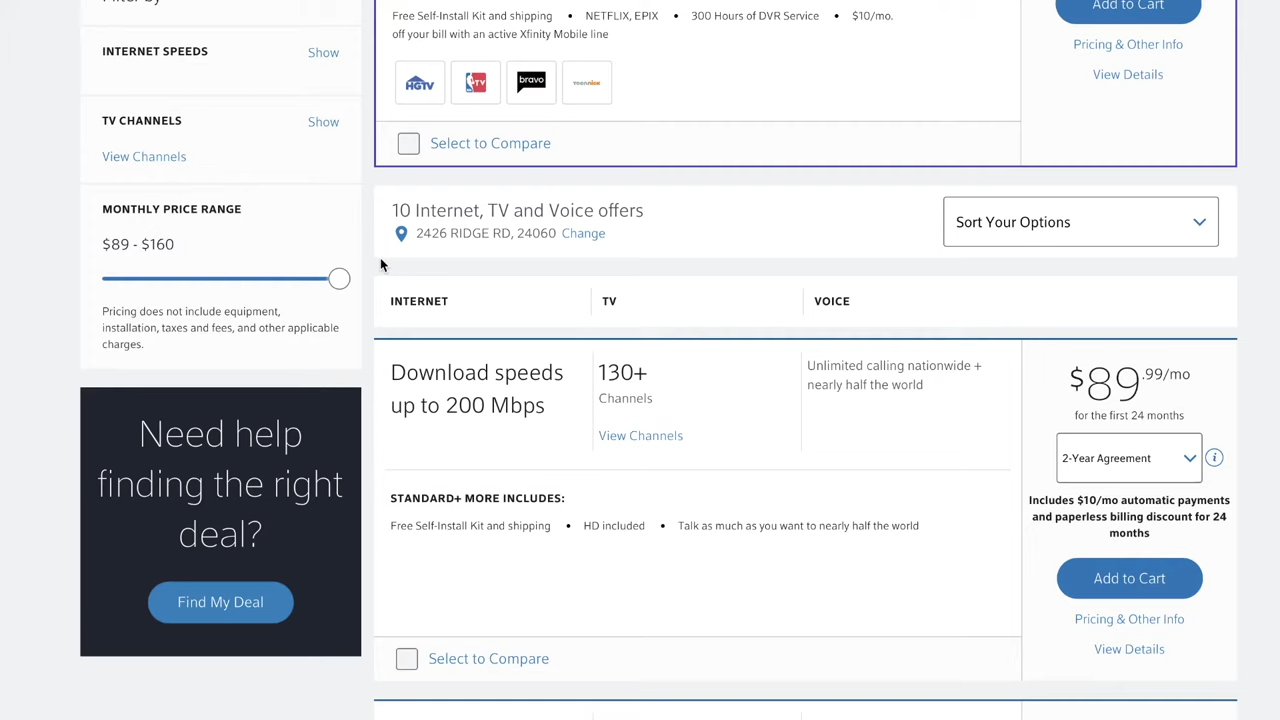 Filter by
INTERNET SPEEDS
Show
TV CHANNELS
Show
View Channels
MONTHLY PRICE RANGE
$89 - $160
Pricing does not include equipment,
installation, taxes and fees, and other applicable
charges.
Need help
finding the right
deal?
Find My Deal
Free Self-Install Kit and shipping • NETFLIX, EPIX • 300 Hours of DVR Service • $10/mo.
off your bill with an active Xfinity Mobile line
HGTV
TV
bravo
teennick
Select to Compare
Add to Cart
Pricing & Other Info
View Details
10 Internet, TV and Voice offers
2426 RIDGE RD, 24060 Change
Sort Your Options
INTERNET
TV
VOICE
Download speeds
up to 200 Mbps
130+
Channels
View Channels
Unlimited calling nationwide +
nearly half the world
STANDARD+ MORE INCLUDES:
Free Self-Install Kit and shipping • HD included • Talk as much as you want to nearly half the world
Select to Compare
$89.99/mo
for the first 24 months
2-Year Agreement
Includes $10/mo automatic payments
and paperless billing discount for 24
months
Add to Cart
Pricing & Other Info
View Details